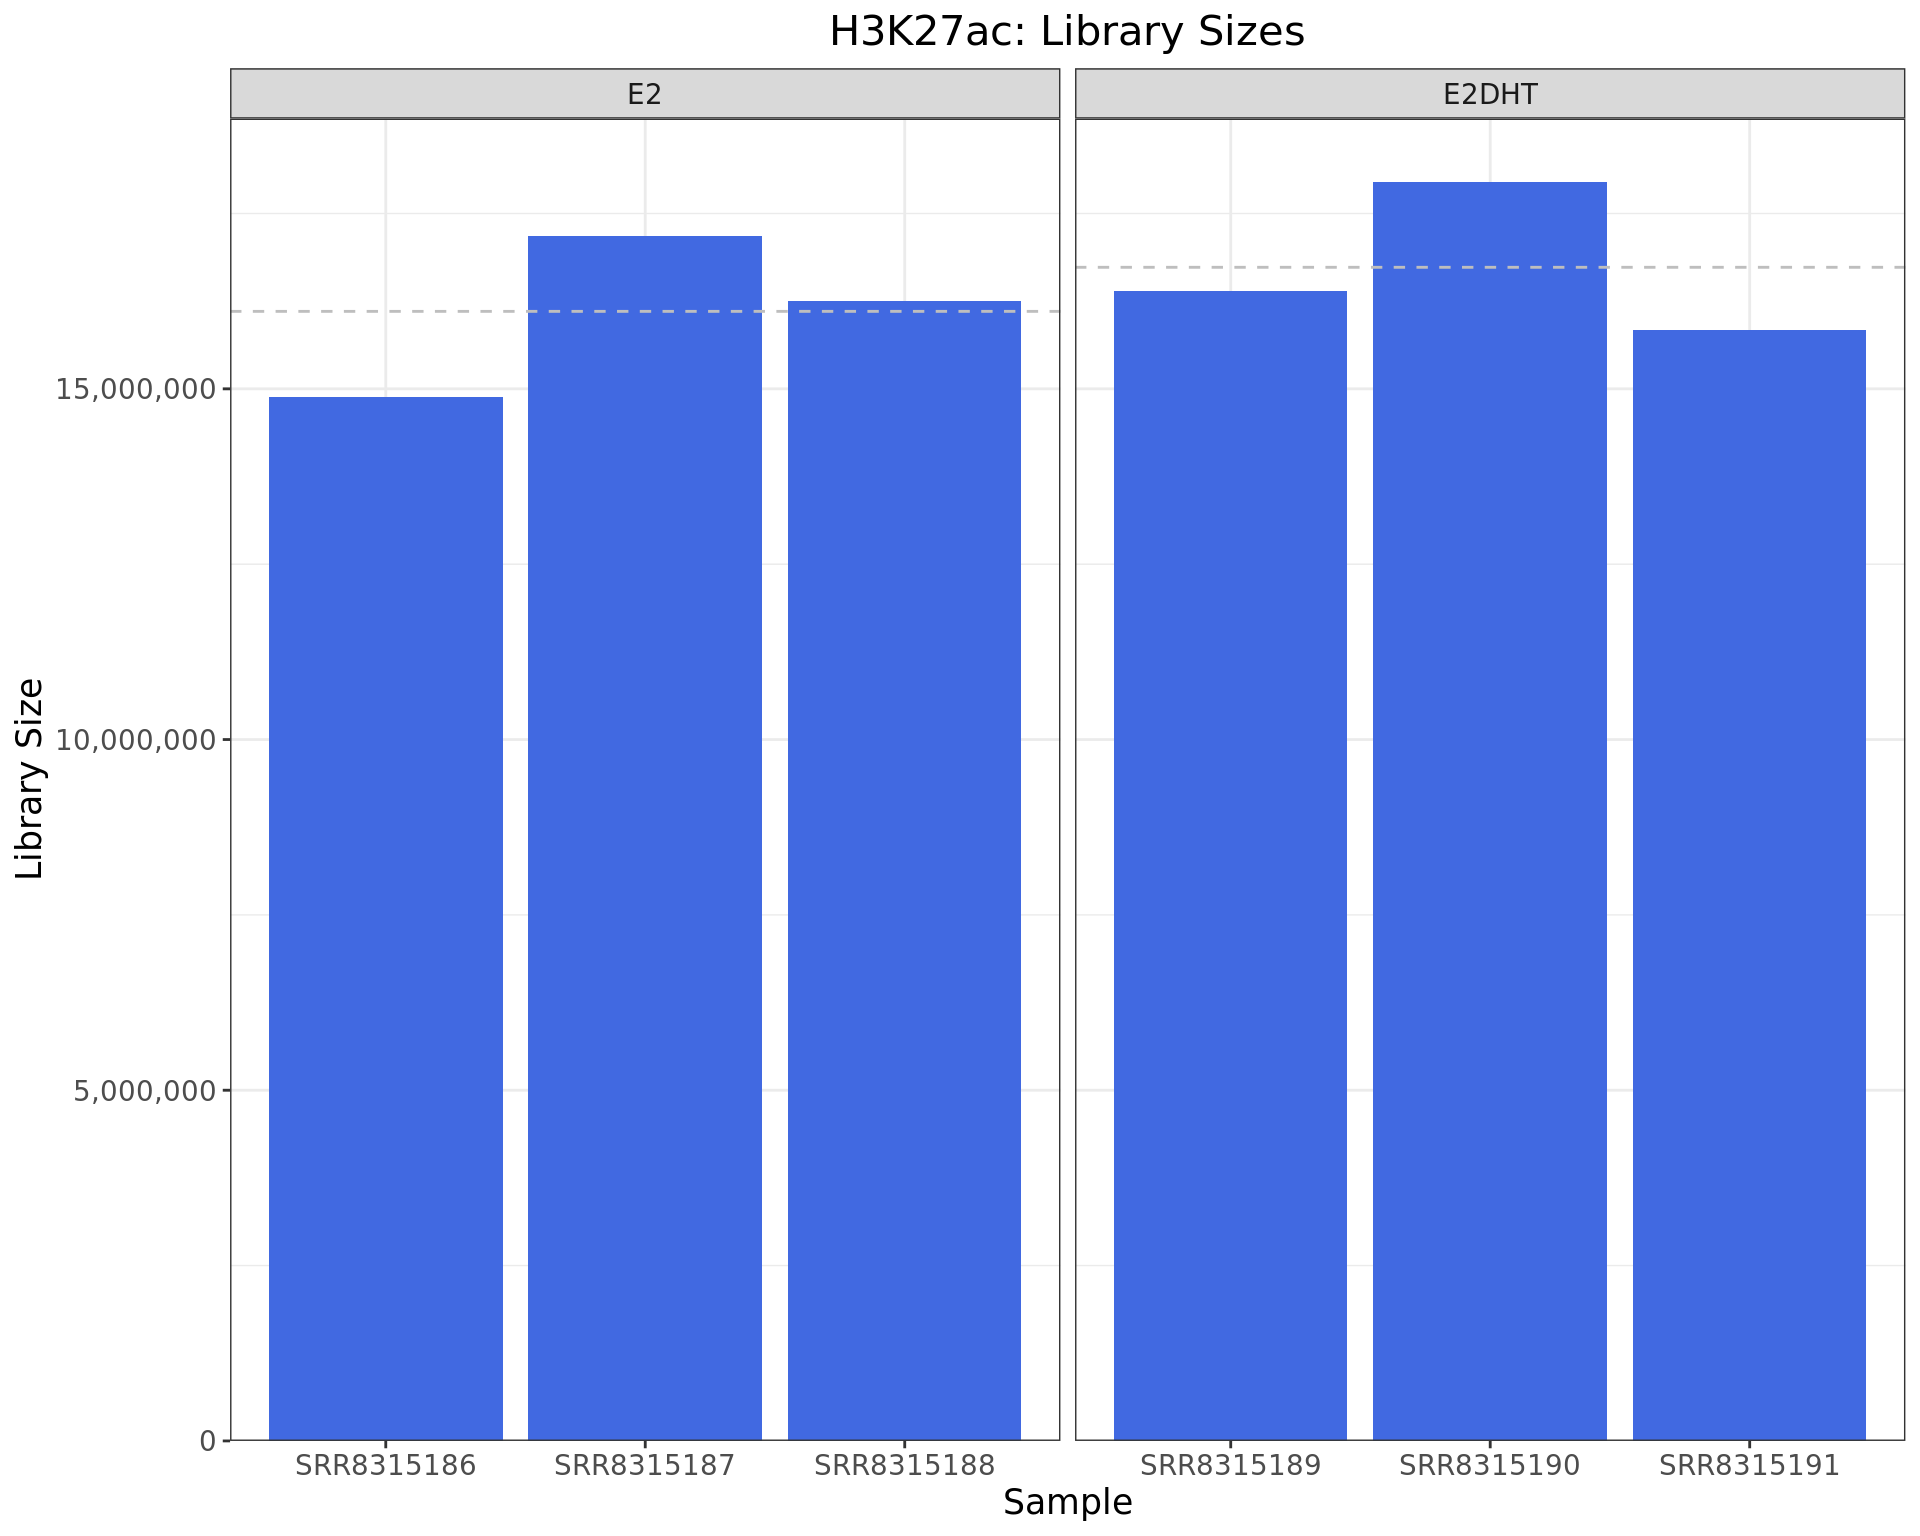 H3K27ac: Library Sizes
E2
E2DHT
Library Size
15,000,000
10,000,000
5,000,000
0
SRR8315186
SRR8315187
SRR8315188
SRR8315189
SRR8315190
SRR8315191
Sample